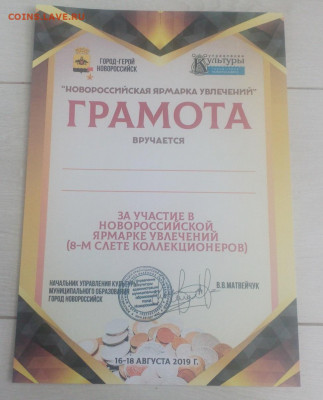 COINSSAVE.RU
ГОРОД-ГЕРОЙ
НОВОРОССИЙСК
Культуры
"НОВОРОССИЙСКАЯ ЯРМАРКА УВЛЕЧЕНИЙ"
ГРАМОТА
ВРУЧАЕТСЯ
ЗА УЧАСТИЕ В
НОВОРОССИЙСКОЙ
ЯРМАРКЕ УВЛЕЧЕНИЙ
(8-М СЛЕТЕ КОЛЛЕКЦИОНЕРОВ)
НАЧАЛЬНИК УПРАВЛЕНИЯ КУЛЬТУРЫ
МУНИЦИПАЛЬНОГО ОБРАЗОВАНИЯ
ГОРОД НОВОРОССИЙСК
В.В.МАТВЕЙЧУК
16-18 АВГУСТА 2019 Г.